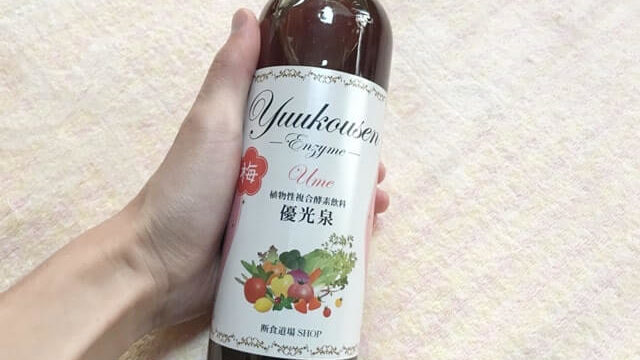 Yuukousen
Enzyme
Ume
梅
植物性複合酵素飲料
優光泉
断食道場 SHOP